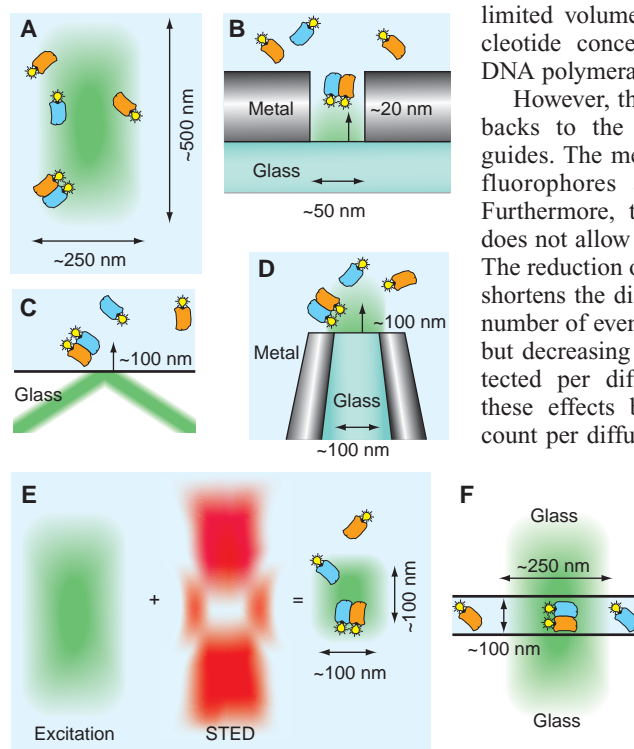 A
~500 nm
~250 nm
B
Metal
~20 nm
Glass
~50 nm
C
~100 nm
Glass
D
~100 nm
Metal
Glass
~100 nm
limited volume
cleotide conce
DNA polymera
However, th
backs to the
guides. The me
fluorophores
Furthermore, t
does not allow
The reduction o
shortens the di
number of even
but decreasing
tected per diff
these effects b
count per diffu
E
+
=
~100 nm
~100 nm
Excitation
STED
F
Glass
~250 nm
~100 nm
Glass